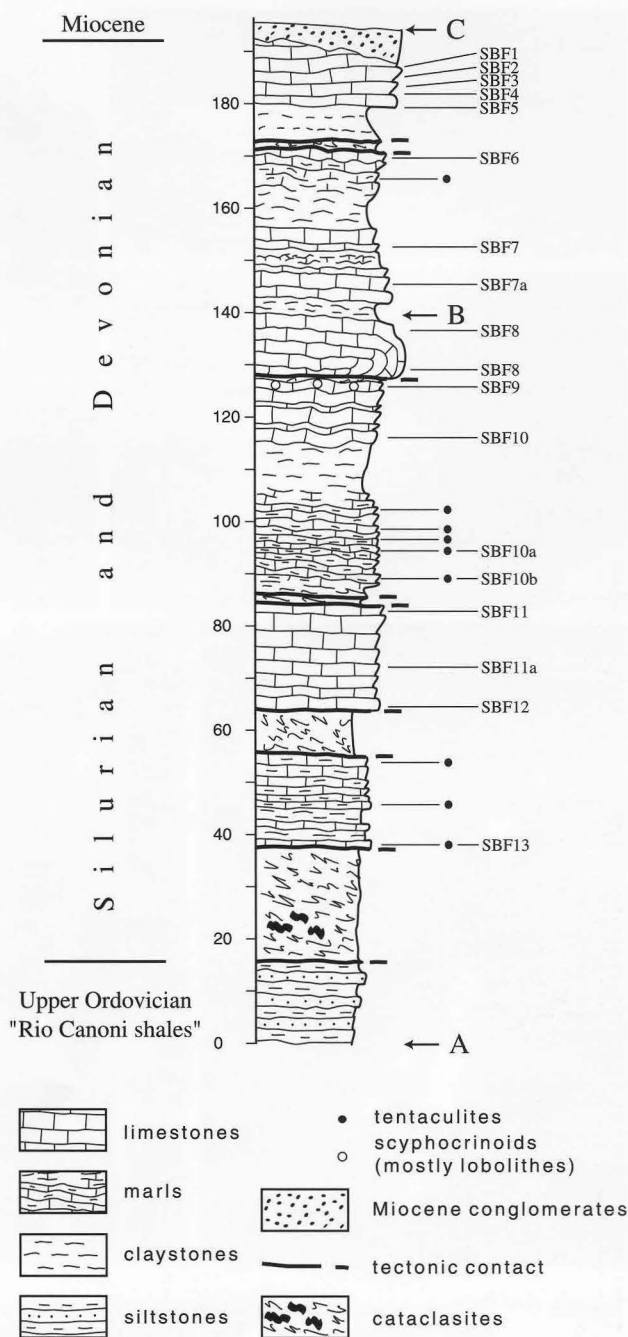 Miocene
C
SBF1
SBF2
SBF3
SBF4
SBF5
180
SBF6
160
SBF7
SBF7a
140
B
SBF8
SBF8
SBF9
120
SBF10
100
SBF10a
SBF10b
SBF11
80
SBF11a
SBF12
60
40
SBF13
20
Silurian and Devonian
Upper Ordovician
"Rio Canoni shales"
0
A
limestones
marls
claystones
siltstones
tentaculites
scyphocrinoids
(mostly lobolithes)
Miocene conglomerates
tectonic contact
cataclasites